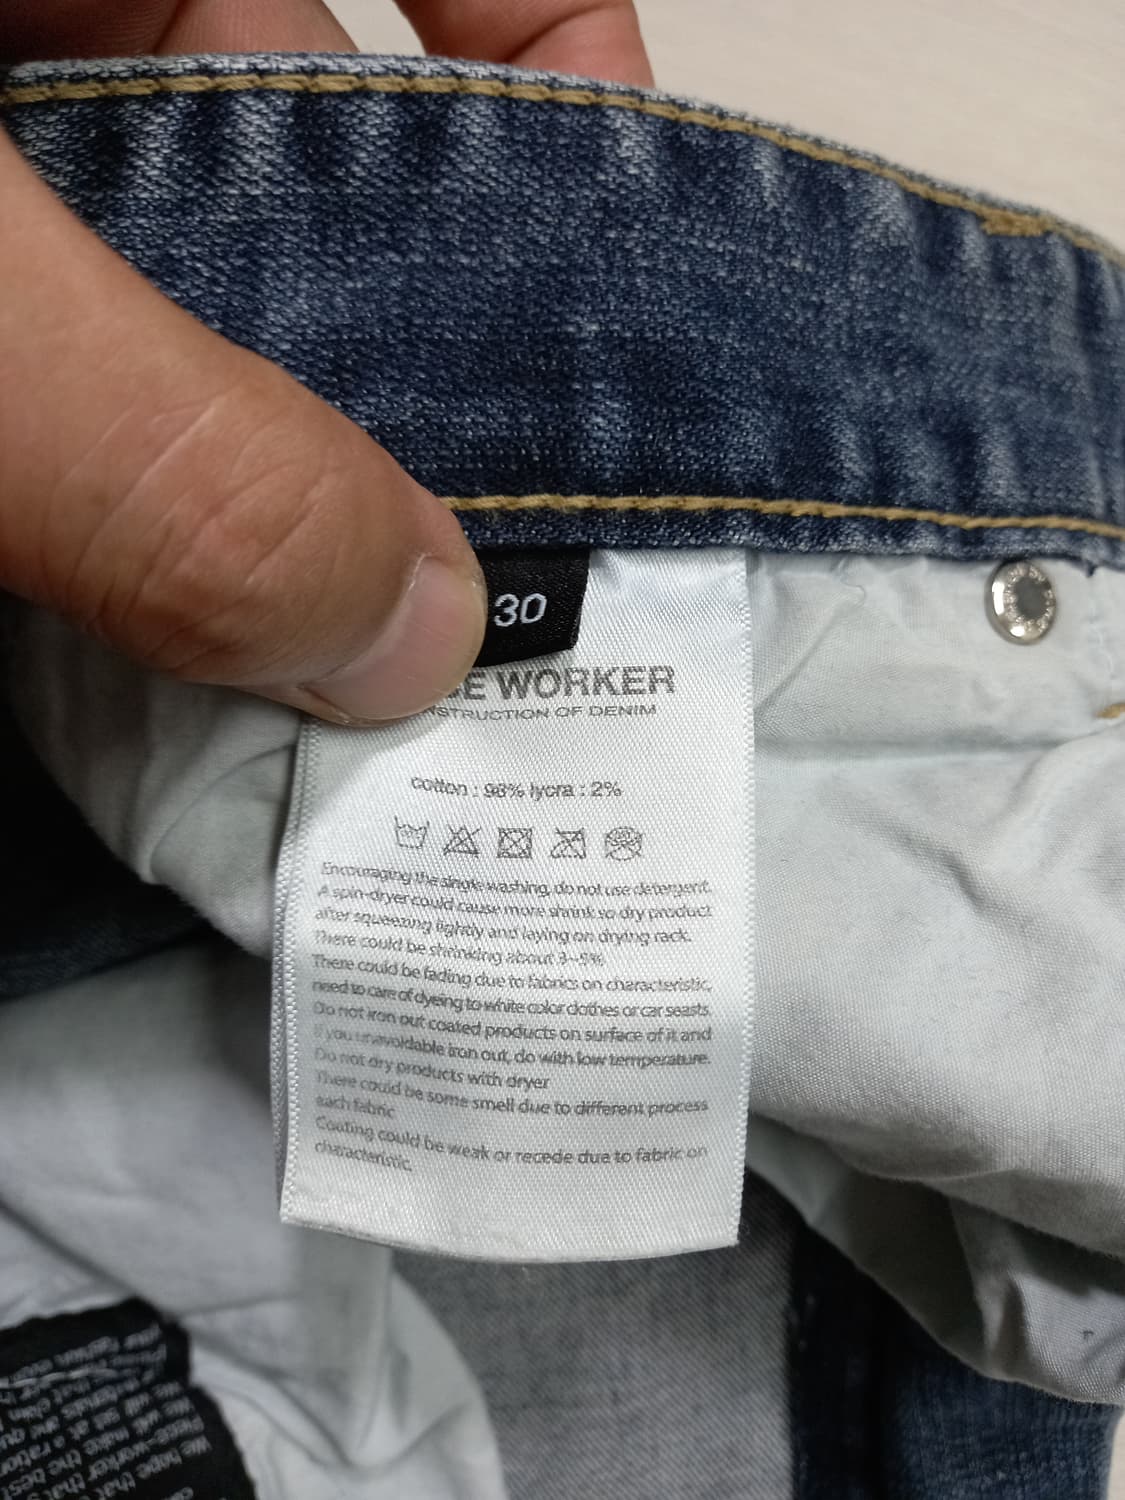 30
WORKER
NSTRUCTION OF DENIM
cotton : 98% lycra : 2%
Encouraging the single washing, do not use detergent.
A spin-dryer could cause more shrink so dry product
after squeezing lightly and laying on drying rack.
There could be shrinking about 3~5%
There could be fading due to fabrics on characteristic,
need to care of dyeing to white color clothes or car seasts.
Do not iron out coated products on surface of it and
If you unavoidable iron out, do with low temperature.
Do not dry products with dryer
There could be some smell due to different process
each fabric
Coating could be weak or recede due to fabric on
characteristic.
We hope that